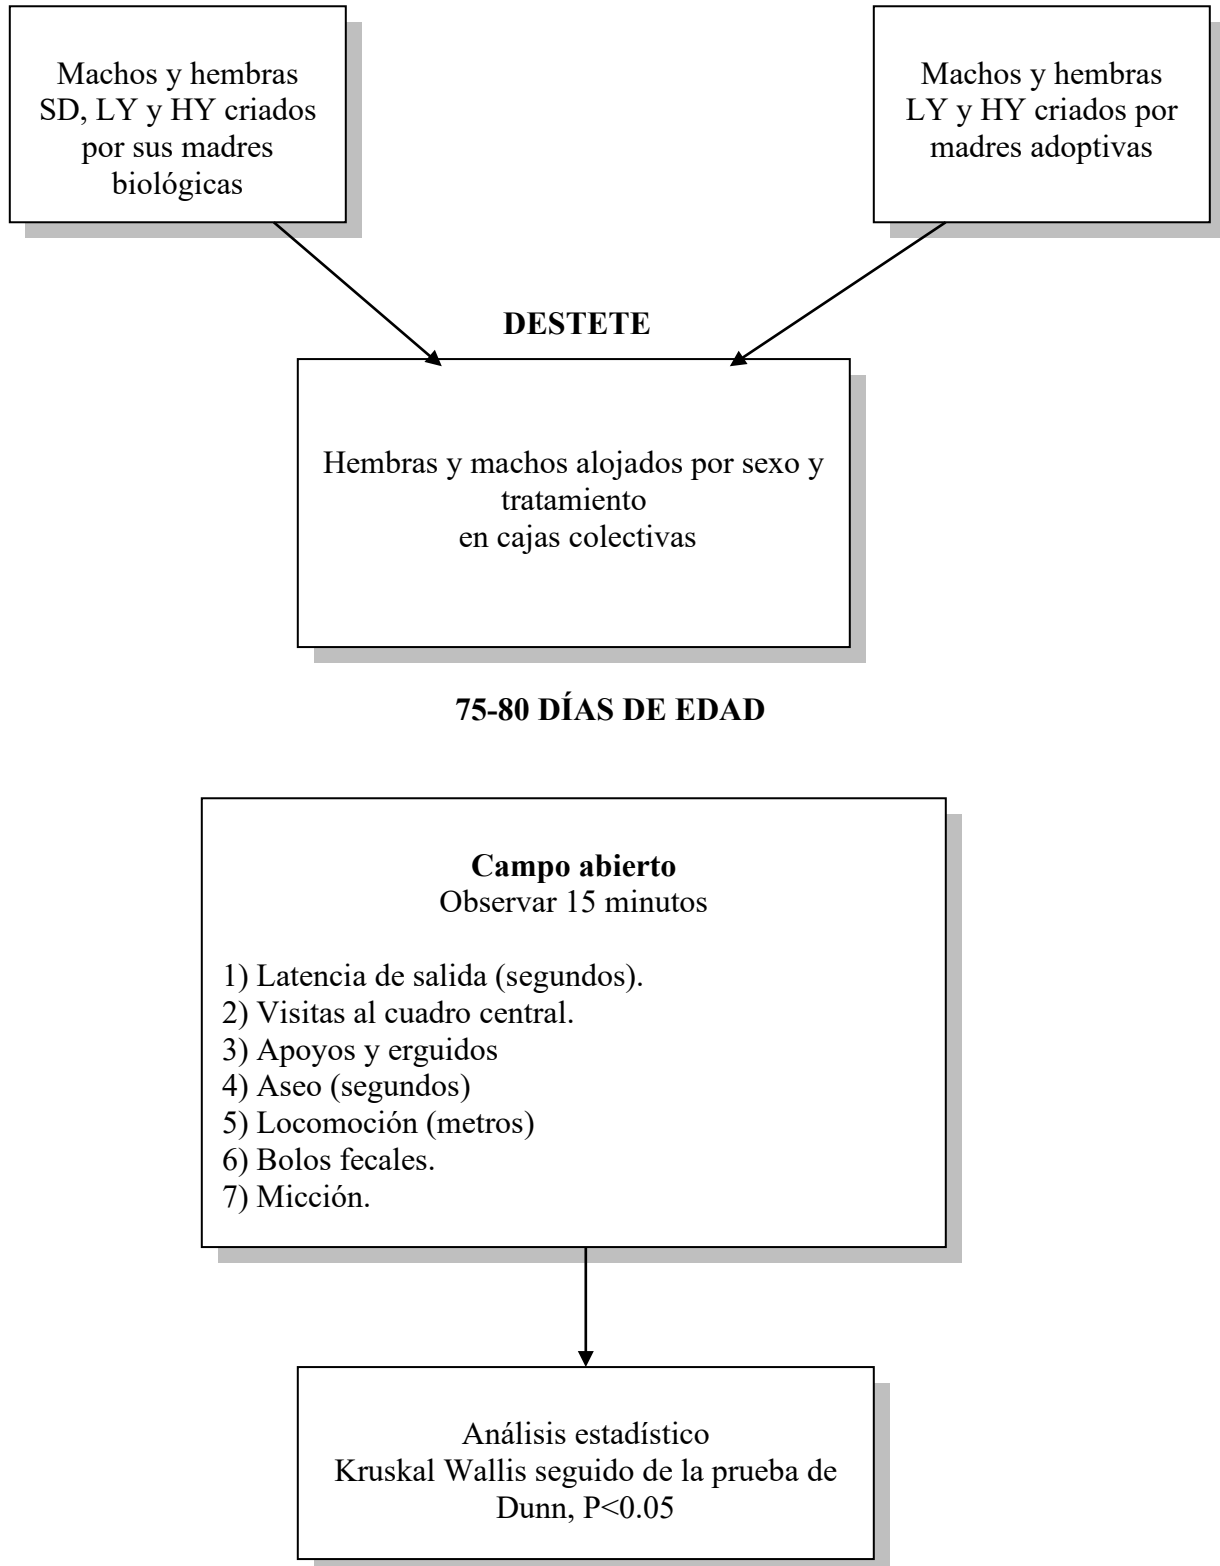 Machos y hembras
SD, LY y HY criados
por sus madres
biológicas
Machos y hembras
LY y HY criados por
madres adoptivas
DESTETE
Hembras y machos alojados por sexo y
tratamiento
en cajas colectivas
75-80 DÍAS DE EDAD
Campo abierto
Observar 15 minutos
1) Latencia de salida (segundos).
2) Visitas al cuadro central.
3) Apoyos y erguidos
4) Aseo (segundos)
5) Locomoción (metros)
6) Bolos fecales.
7) Micción.
Análisis estadístico
Kruskal Wallis seguido de la prueba de
Dunn, P<0.05